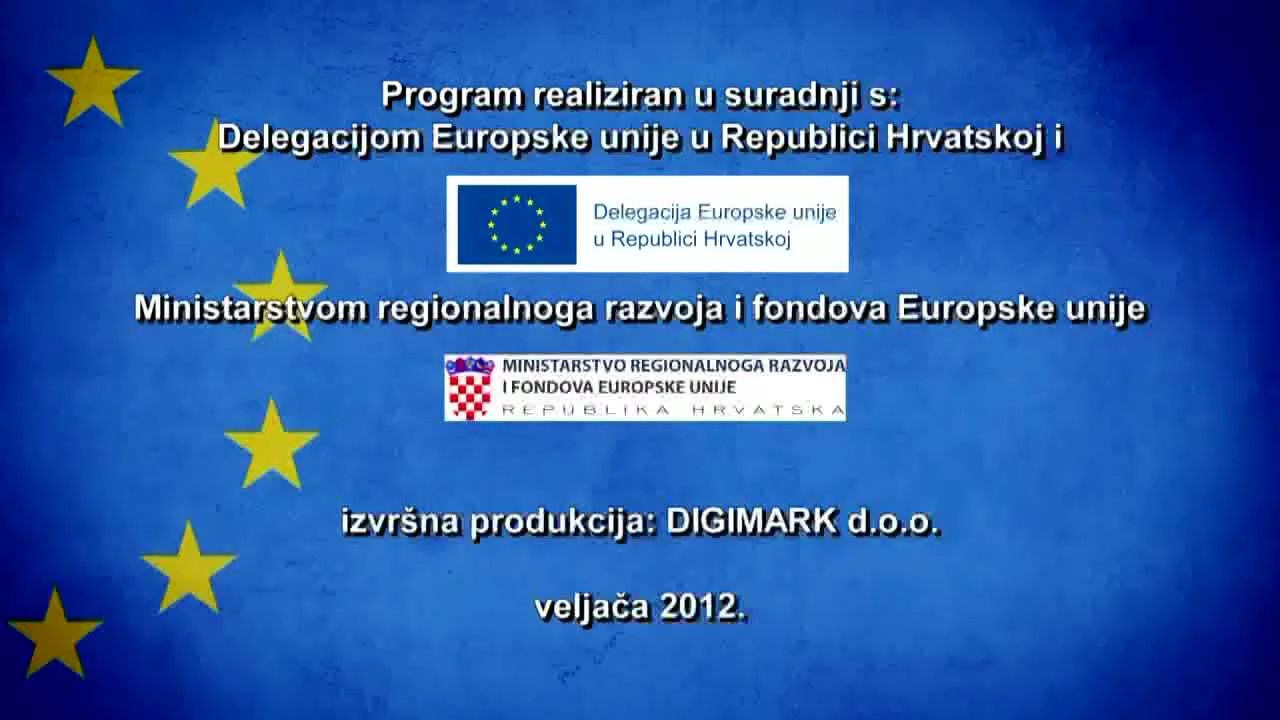 Program realiziran u suradnji s:
Delegacijom Europske unije u Republici Hrvatskoj i
Delegacija Europske unije
u Republici Hrvatskoj
Ministarstvom regionalnoga razvoja i fondova Europske unije
MINISTARSTVO REGIONALNOGA RAZVOJA
I FONDOVA EUROPSKE UNIJE
REPUBLIKA HRVATSKA
izvršna produkcija: DIGIMARK d.o.o.
veljača 2012.